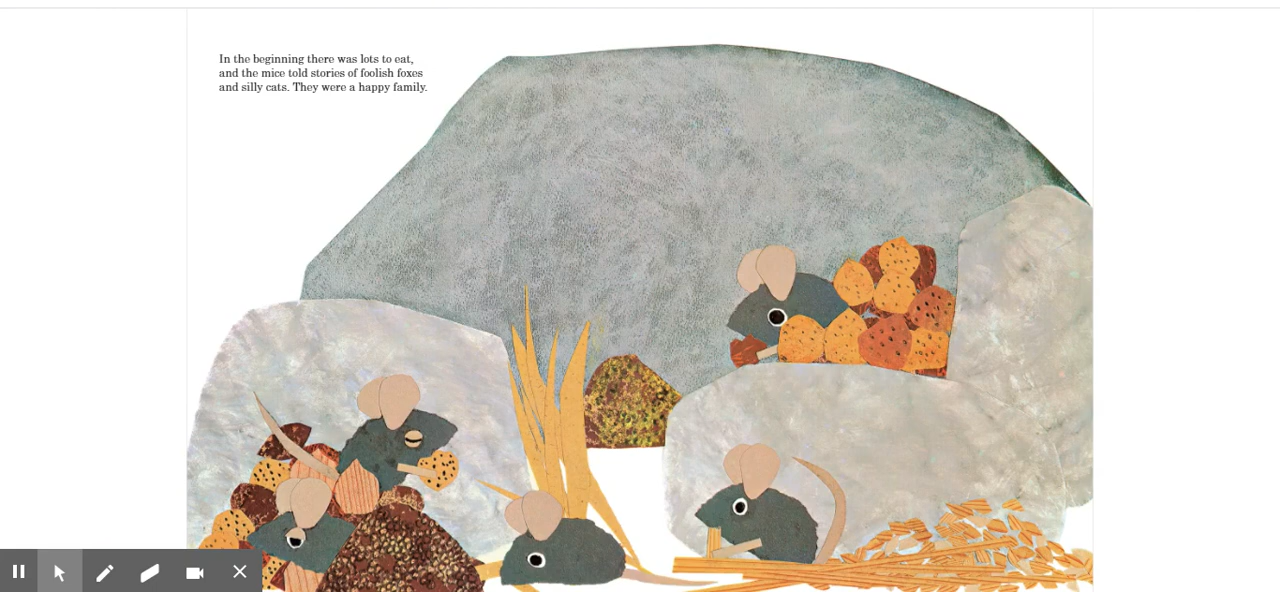 In the beginning there was lots to eat,
and the mice told stories of foolish foxes
and silly cats. They were a happy family.